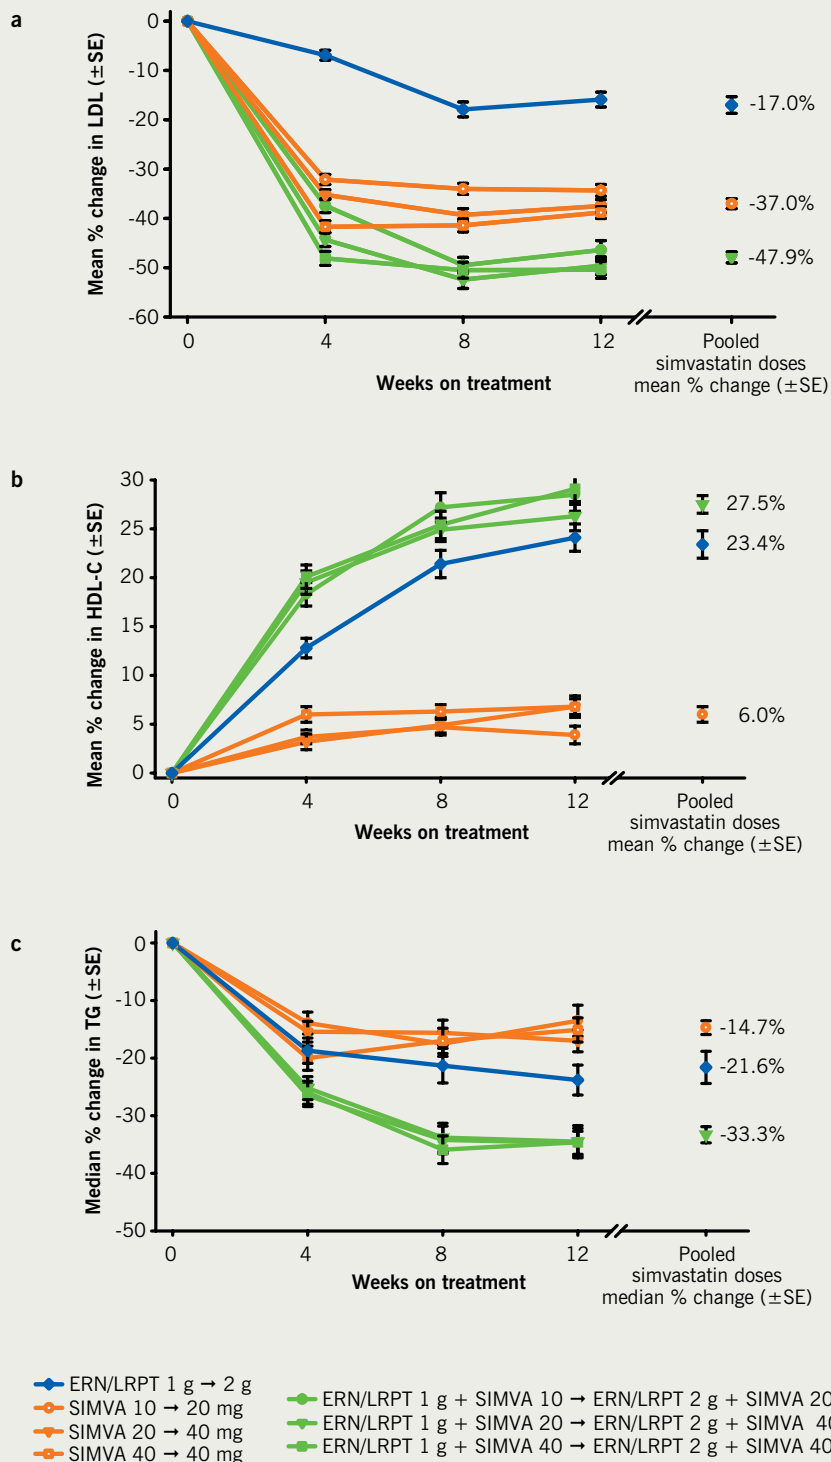 a
Mean % change in LDL (±SE)
0
-10
-20
-30
-40
-50
-60
-17.0%
-37.0%
-47.9%
0 4 8 12
Weeks on treatment
Pooled
simvastatin doses
mean % change (±SE)
b
Mean % change in HDL-C (±SE)
30
25
20
15
10
5
0
27.5%
23.4%
6.0%
0 4 8 12
Weeks on treatment
Pooled
simvastatin doses
mean % change (±SE)
c
Median % change in TG (±SE)
0
-10
-20
-30
-40
-50
-14.7%
-21.6%
-33.3%
0 4 8 12
Weeks on treatment
Pooled
simvastatin doses
median % change (±SE)
ERN/LRPT 1 g → 2 g
SIMVA 10 → 20 mg
SIMVA 20 → 40 mg
SIMVA 40 → 40 mg
ERN/LRPT 1 g + SIMVA 10 → ERN/LRPT 2 g + SIMVA 20
ERN/LRPT 1 g + SIMVA 20 → ERN/LRPT 2 g + SIMVA 40
ERN/LRPT 1 g + SIMVA 40 → ERN/LRPT 2 g + SIMVA 40